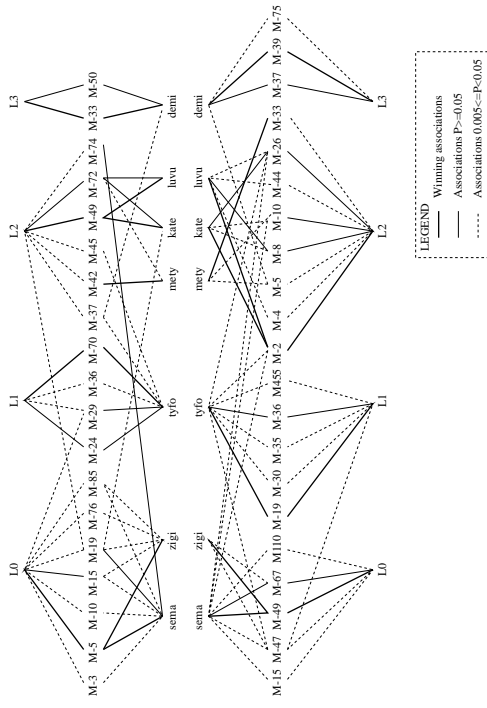 L0 L1 L2 L3
M-3 M-5 M-10 M-15 M-19 M-76 M-85 M-24 M-29 M-36 M-70 M-37 M-42 M-45 M-49 M-72 M-74 M-33 M-50
sema zigi tyfo mety kate luvu demi
sema zigi tyfo mety kate luvu demi
M-15 M-47 M-49 M-67 M110 M-19 M-30 M-35 M-36 M455 M-2 M-4 M-5 M-8 M-10 M-44 M-26 M-33 M-37 M-39 M-75
L0 L1 L2 L3
LEGEND
Winning associations
Associations P>=0.05
Associations 0.005<=P<0.05